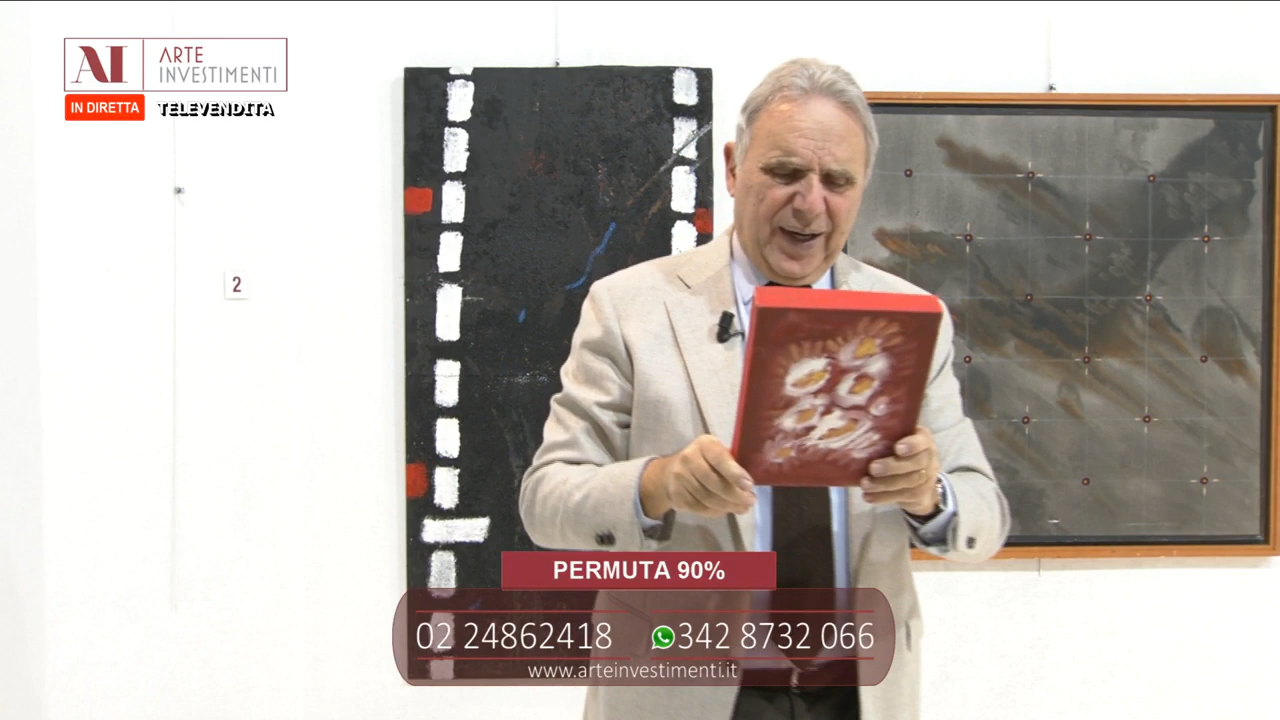 AI ARTE
INVESTIMENTI
IN DIRETTA TELEVENDITA
2
PERMUTA 90%
02 24862418 342 8732 066
www.arteinvestimenti.it